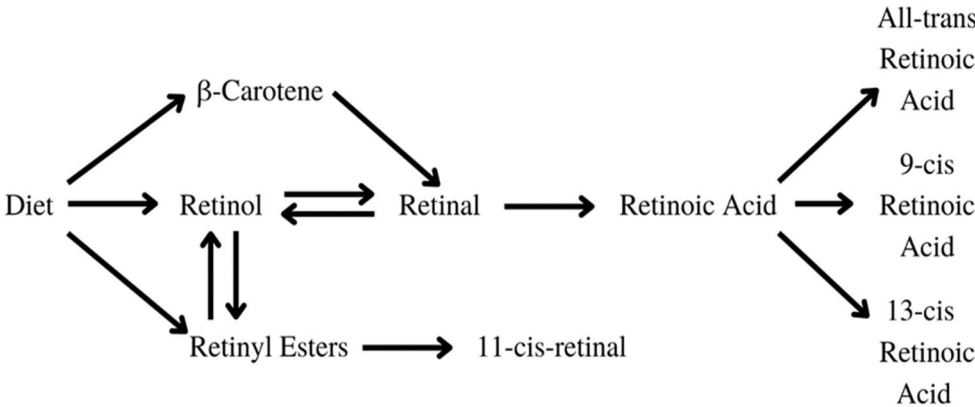 β-Carotene
Diet
Retinol
Retinal
Retinoic Acid
Retinyl Esters
11-cis-retinal
All-trans
Retinoic
Acid
9-cis
Retinoic
Acid
13-cis
Retinoic
Acid